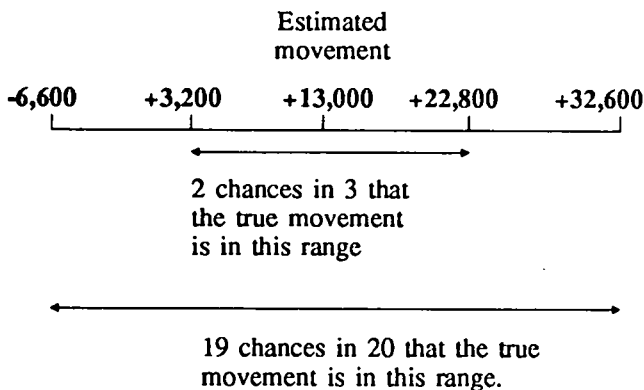 Estimated
movement
-6,600 +3,200 +13,000 +22,800 +32,600
2 chances in 3 that
the true movement
is in this range
19 chances in 20 that the true
movement is in this range.